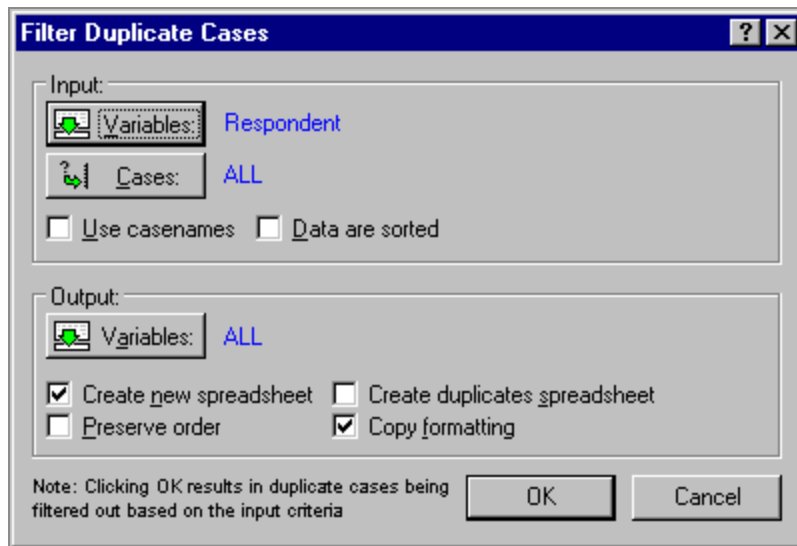 Filter Duplicate Cases
Input:
Variables: Respondent
Cases: ALL
Use casenames Data are sorted
Output:
Variables: ALL
Create new spreadsheet Create duplicates spreadsheet
Preserve order Copy formatting
Note: Clicking OK results in duplicate cases being
filtered out based on the input criteria
OK Cancel